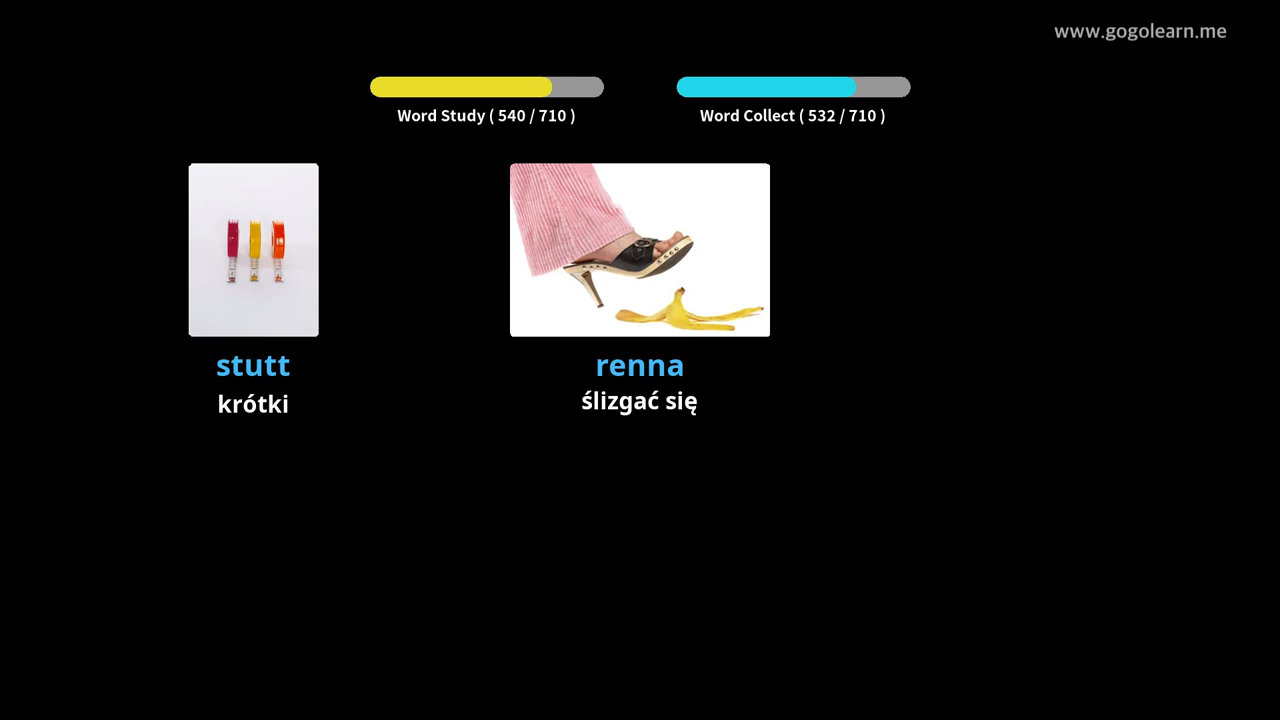 www.gogolearn.me
Word Study ( 540 / 710 )
Word Collect ( 532 / 710 )
stutt
krótki
renna
ślizgać się